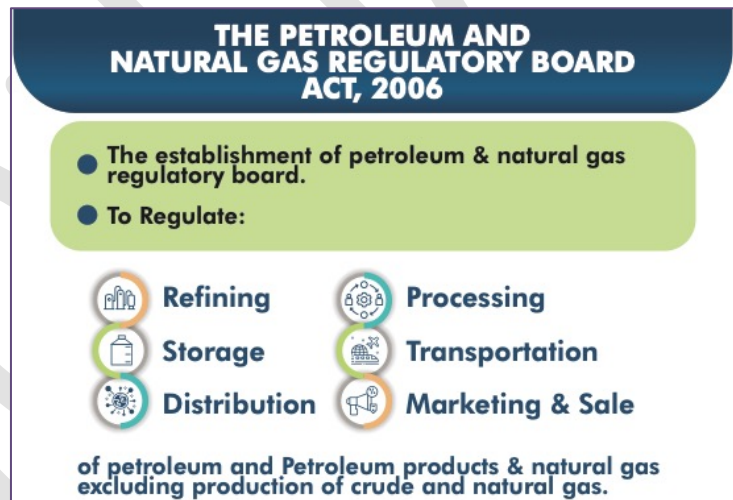 THE PETROLEUM AND
NATURAL GAS REGULATORY BOARD
ACT, 2006
The establishment of petroleum & natural gas
regulatory board.
To Regulate:
Refining
Processing
Storage
Transportation
Distribution
Marketing & Sale
of petroleum and Petroleum products & natural gas
excluding production of crude and natural gas.